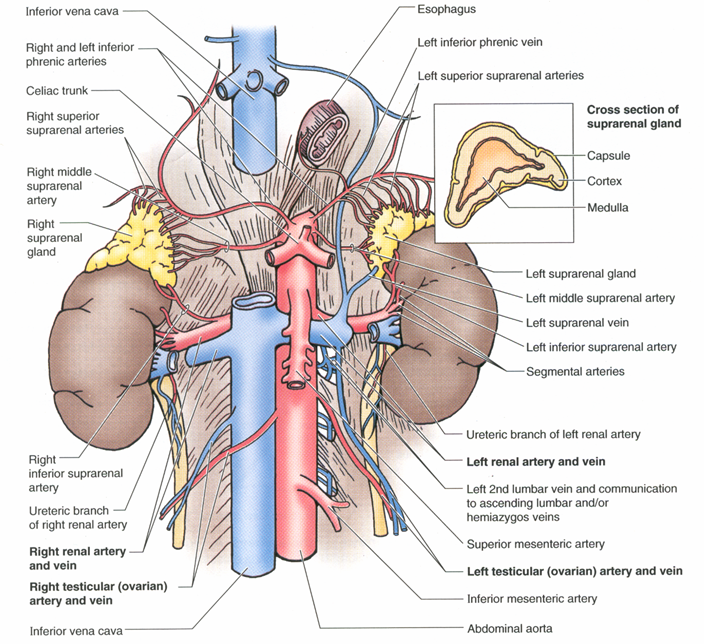 Inferior vena cava
Right and left inferior
phrenic arteries
Celiac trunk
Right superior
suprarenal arteries
Right middle
suprarenal
artery
Right
suprarenal
gland
Right
inferior suprarenal
artery
Ureteric branch
of right renal artery
Right renal artery
and vein
Right testicular (ovarian)
artery and vein
Inferior vena cava
Esophagus
Left inferior phrenic vein
Left superior suprarenal arteries
Cross section of
suprarenal gland
Capsule
Cortex
Medulla
Left suprarenal gland
Left middle suprarenal artery
Left suprarenal vein
Left inferior suprarenal artery
Segmental arteries
Ureteric branch of left renal artery
Left renal artery and vein
Left 2nd lumbar vein and communication
to ascending lumbar and/or
hemiazygos veins
Superior mesenteric artery
Left testicular (ovarian) artery and vein
Inferior mesenteric artery
Abdominal aorta